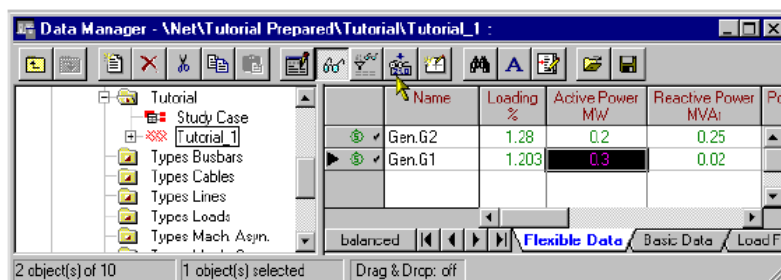 Data Manager - \Net\Tutorial Prepared\Tutorial\Tutorial_1 :
Tutorial
Study Case
Tutorial_1
Types Busbars
Types Cables
Types Lines
Types Loads
Types Mach. Asyn.
Name Loading % Active Power MW Reactive Power MVAr Po
Gen.G2 1.28 0.2 0.25
Gen.G1 1.203 0.3 0.02
balanced Flexible Data Basic Data Load F
2 object(s) of 10 1 object(s) selected Drag & Drop: off